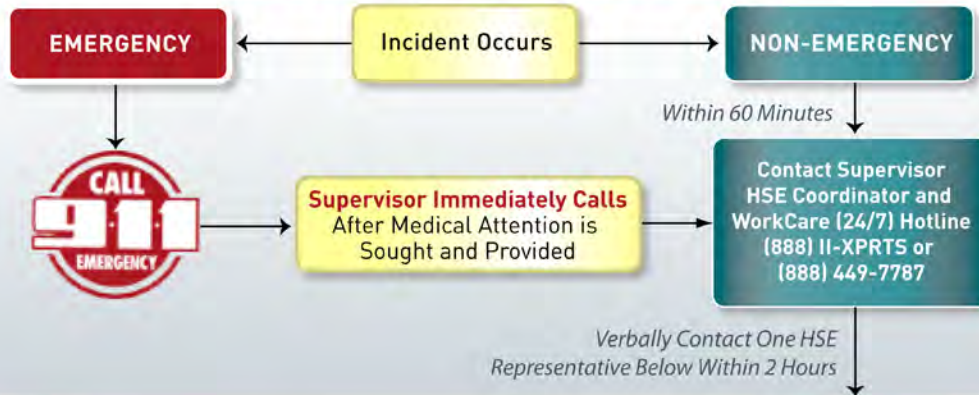 EMERGENCY
Incident Occurs
NON-EMERGENCY
Within 60 Minutes
CALL
9-1-1
EMERGENCY
Supervisor Immediately Calls
After Medical Attention is
Sought and Provided
Contact Supervisor
HSE Coordinator and
WorkCare (24/7) Hotline
(888) II-XPRTS or
(888) 449-7787
Verbally Contact One HSE
Representative Below Within 2 Hours